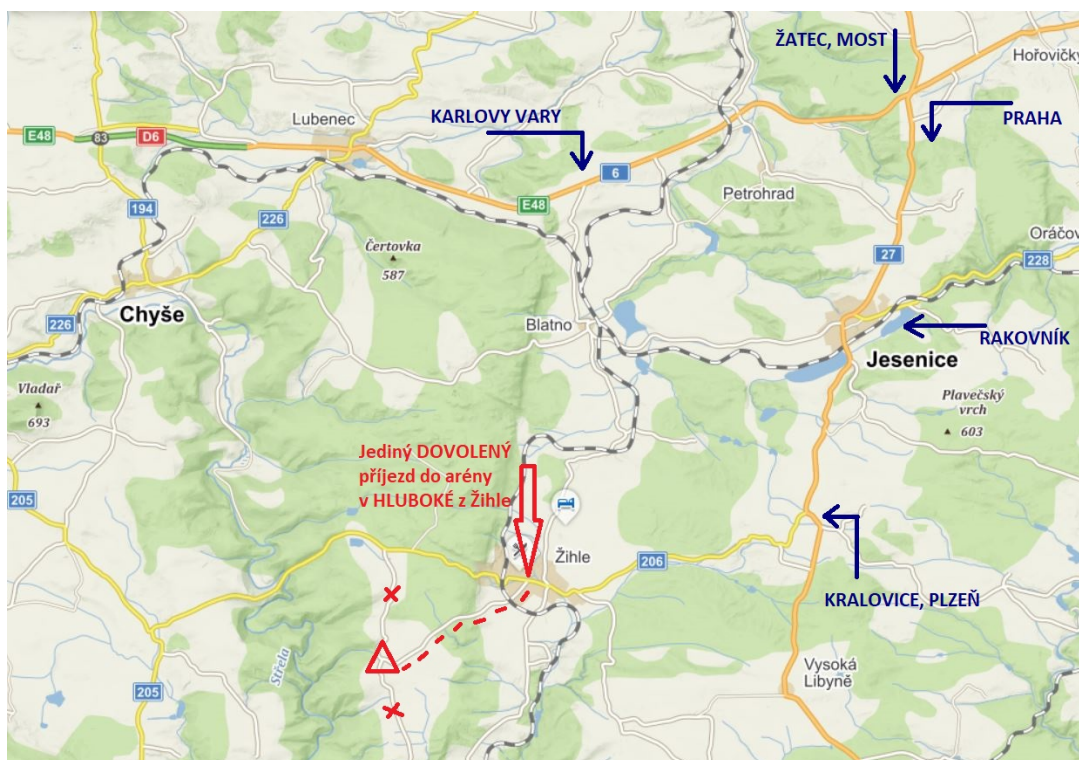 ŽATEC, MOST
Hořovičky
KARLOVY VARY
PRAHA
Lubenec
E48
83
D6
6
Petrohrad
E48
194
226
Čertovka
587
27
Oráčov
228
Chyše
226
Blatno
RAKOVNÍK
Jesenice
Vladař
693
Plavečský
vrch
603
Jediný DOVOLENÝ
příjezd do arény
v HLUBOKÉ z Žihle
205
Žihle
206
KRALOVICE, PLZEŇ
Střela
205
Vysoká
Libyně